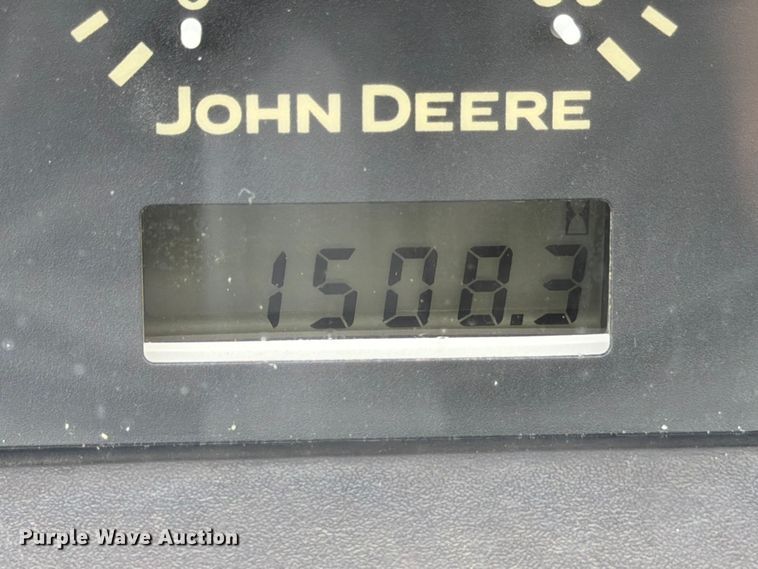 JOHN DEERE
1508.3
Purple Wave Auction